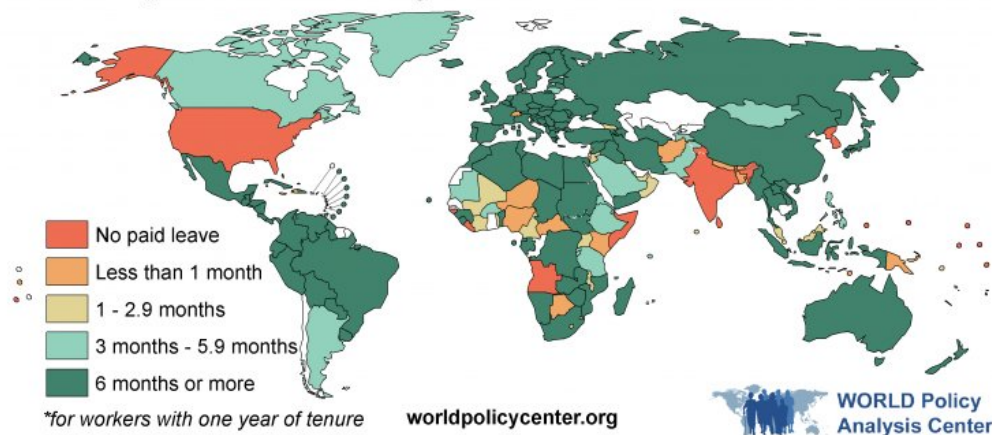 No paid leave
Less than 1 month
1 - 2.9 months
3 months - 5.9 months
6 months or more
*for workers with one year of tenure
worldpolicycenter.org
WORLD Policy
Analysis Center